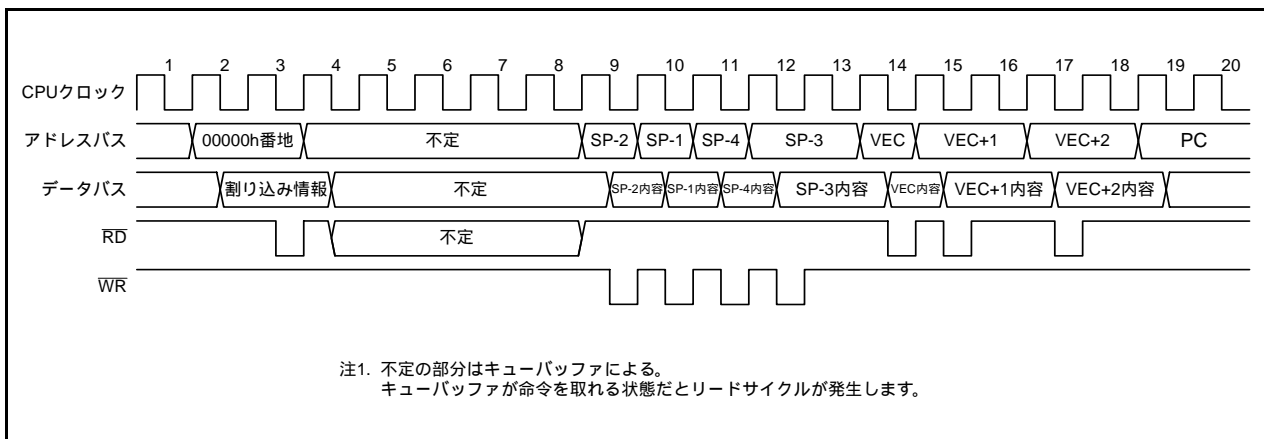 1 2 3 4 5 6 7 8 9 10 11 12 13 14 15 16 17 18 19 20
CPUクロック
アドレスバス 00000h番地 不定 SP-2 SP-1 SP-4 SP-3 VEC VEC+1 VEC+2 PC
データバス 割り込み情報 不定 SP-2内容 SP-1内容 SP-4内容 SP-3内容 VEC内容 VEC+1内容 VEC+2内容
RD 不定
WR
注1. 不定の部分はキューバッファによる。
キューバッファが命令を取れる状態だとリードサイクルが発生します。